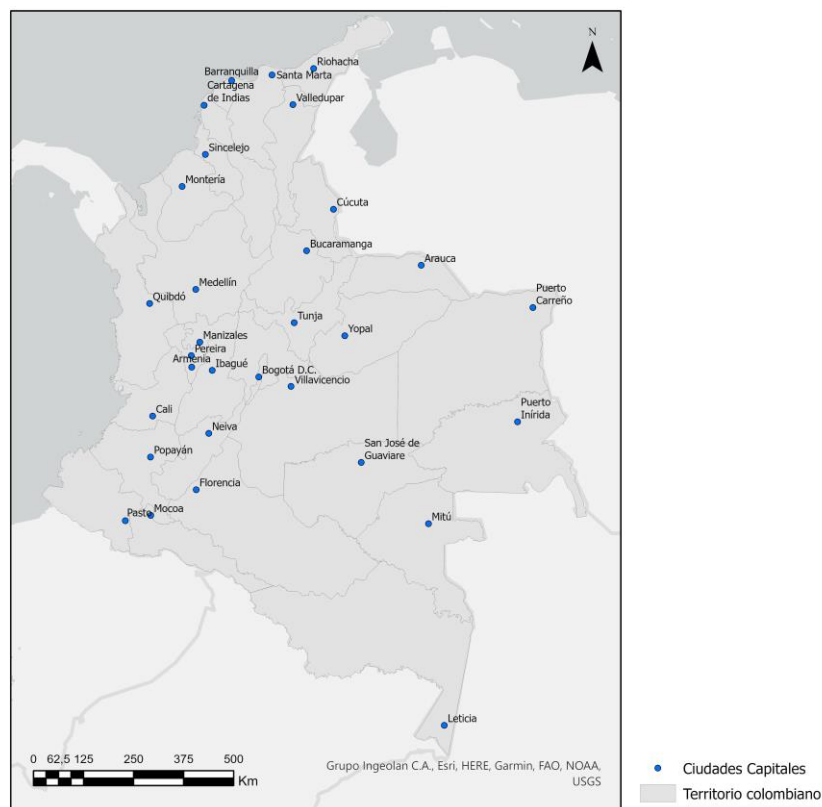 N
Riohacha
Barranquilla
Santa Marta
Cartagena
de Indias
Valledupar
Sincelejo
Montería
Cúcuta
Bucaramanga
Arauca
Puerto
Carreño
Medellín
Quibdó
Tunja
Yopal
Manizales
Pereira
Armenia
Ibagué
Bogotá D.C.
Villavicencio
Puerto
Inírida
Cali
Neiva
San José de
Guaviare
Popayán
Florencia
Mocoa
Pasto
Mitú
Leticia
0 62,5 125 250 375 500
Km
Grupo Ingeolan C.A., Esri, HERE, Garmin, FAO, NOAA,
USGS
Ciudades Capitales
Territorio colombiano